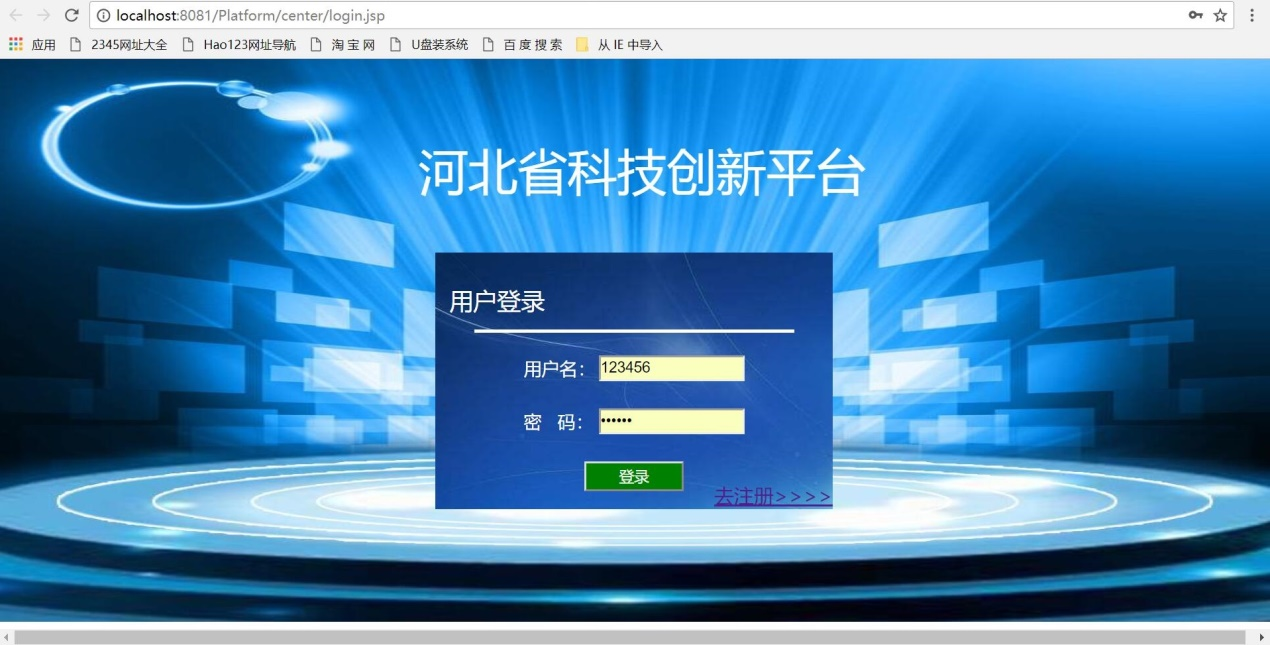 localhost:8081/Platform/center/login.jsp
应用 2345网址大全 Hao123网址导航 淘 宝 网 U盘装系统 百 度 搜 索 从 IE 中导入
河北省科技创新平台
用户登录
用户名： 123456
密 码： ••••••
登录
去注册>>>>